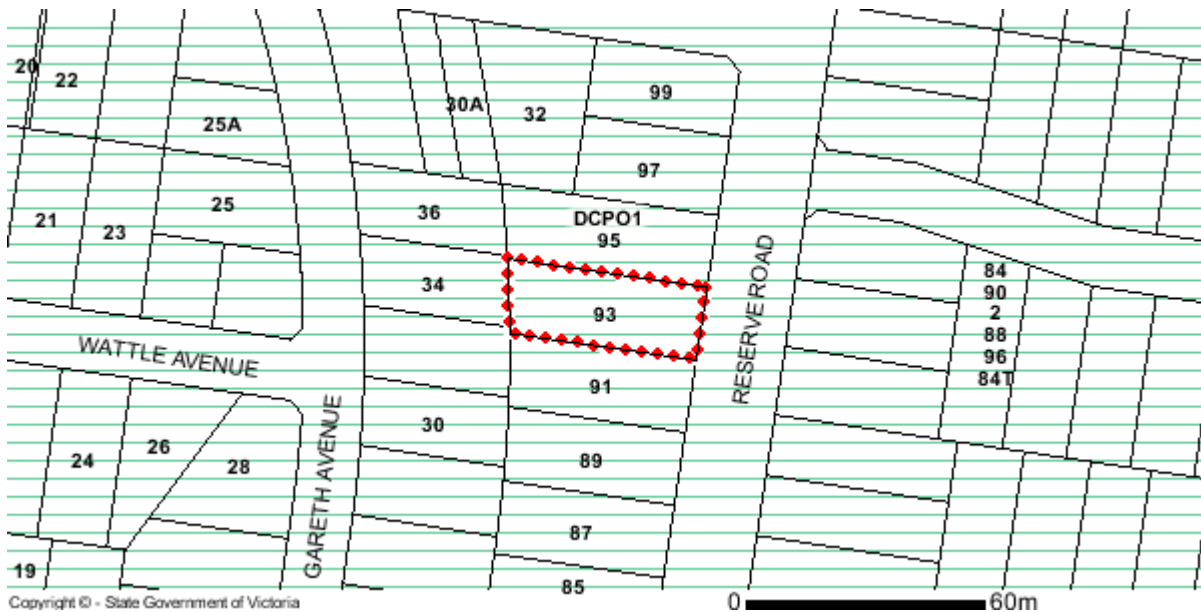 20
22
30A
99
25A
32
97
21
23
25
36
DCPO1
95
34
93
RESERVE ROAD
84
90
2
88
96
84T
WATTLE AVENUE
91
24
26
28
30
89
GARETH AVENUE
87
19
85
Copyright © - State Government of Victoria
0 60m